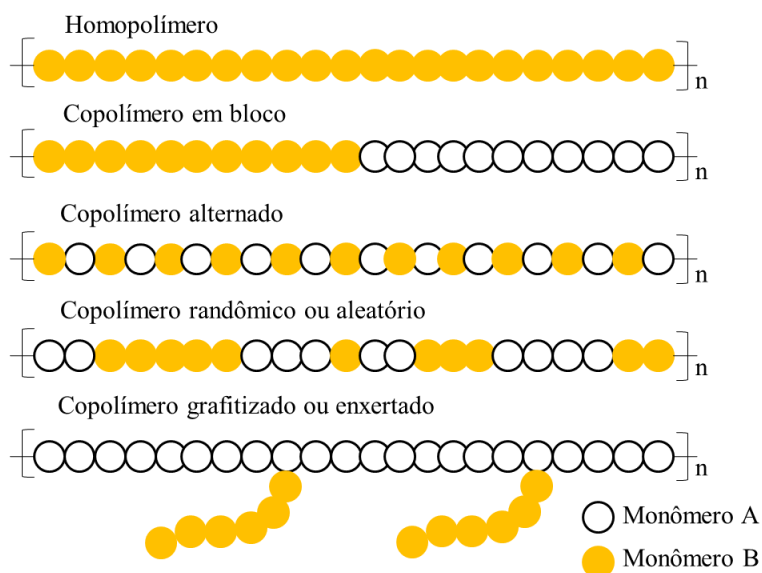 Homopolímero
n
Copolímero em bloco
n
Copolímero alternado
n
Copolímero randômico ou aleatório
n
Copolímero grafitizado ou enxertado
n
Monômero A
Monômero B